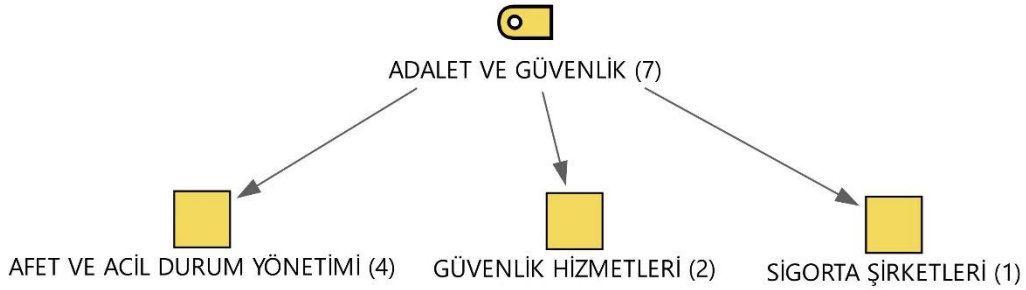 ADALET VE GÜVENLİK (7)
AFET VE ACİL DURUM YÖNETİMİ (4)
GÜVENLİK HİZMETLERİ (2)
SİGORTA ŞİRKETLERİ (1)